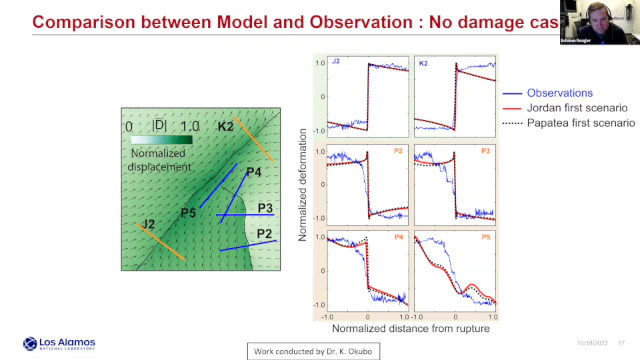 Comparison between Model and Observation : No damage cas
Esteban Rougier
0 |D̅| 1.0
Normalized
displacement
K2
P4
P5
P3
J2
P2
Normalized deformation
1.0
0
-1.0
J2
K2
1.0
0
-1.0
P2
P3
1.0
0
-1.0
P4
P5
-1.0
0
1.0
-1.0
0
1.0
Normalized distance from rupture
Observations
Jordan first scenario
Papatea first scenario
Los Alamos
NATIONAL LABORATORY
Work conducted by Dr. K. Okubo
10/18/2022 17